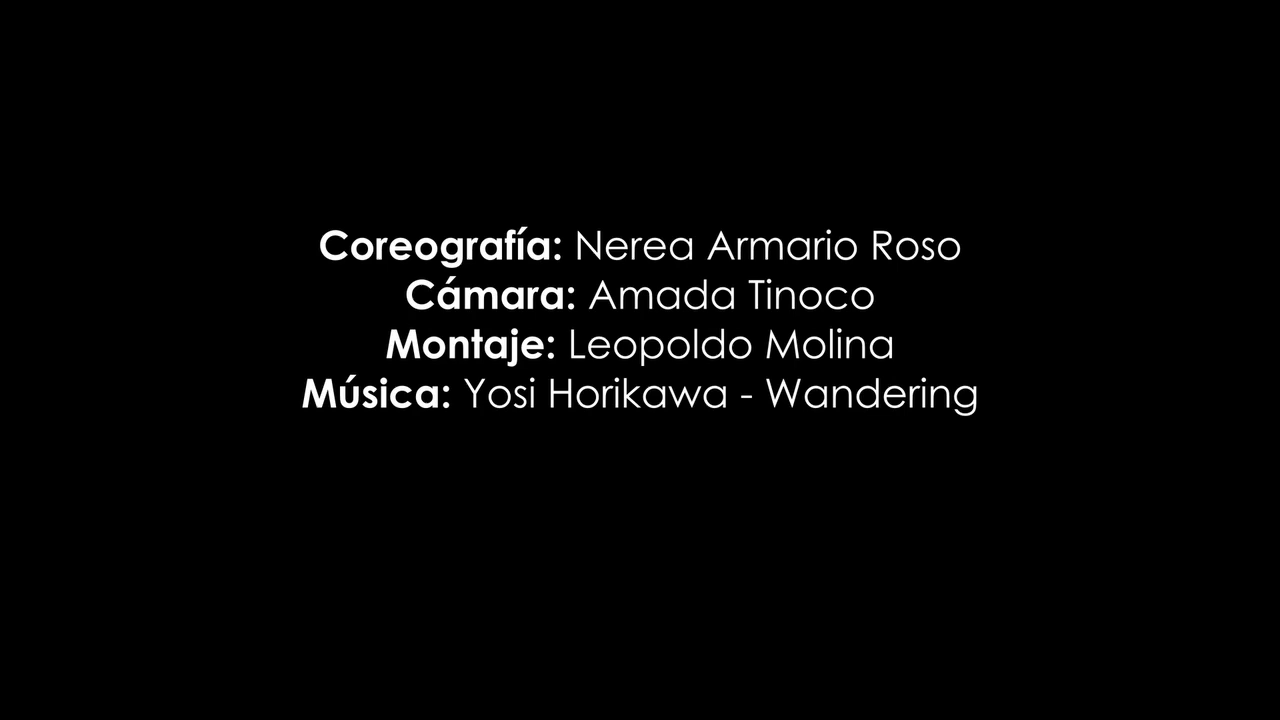 Coreografía: Nerea Armario Roso
Cámara: Amada Tinoco
Montaje: Leopoldo Molina
Música: Yosi Horikawa - Wandering